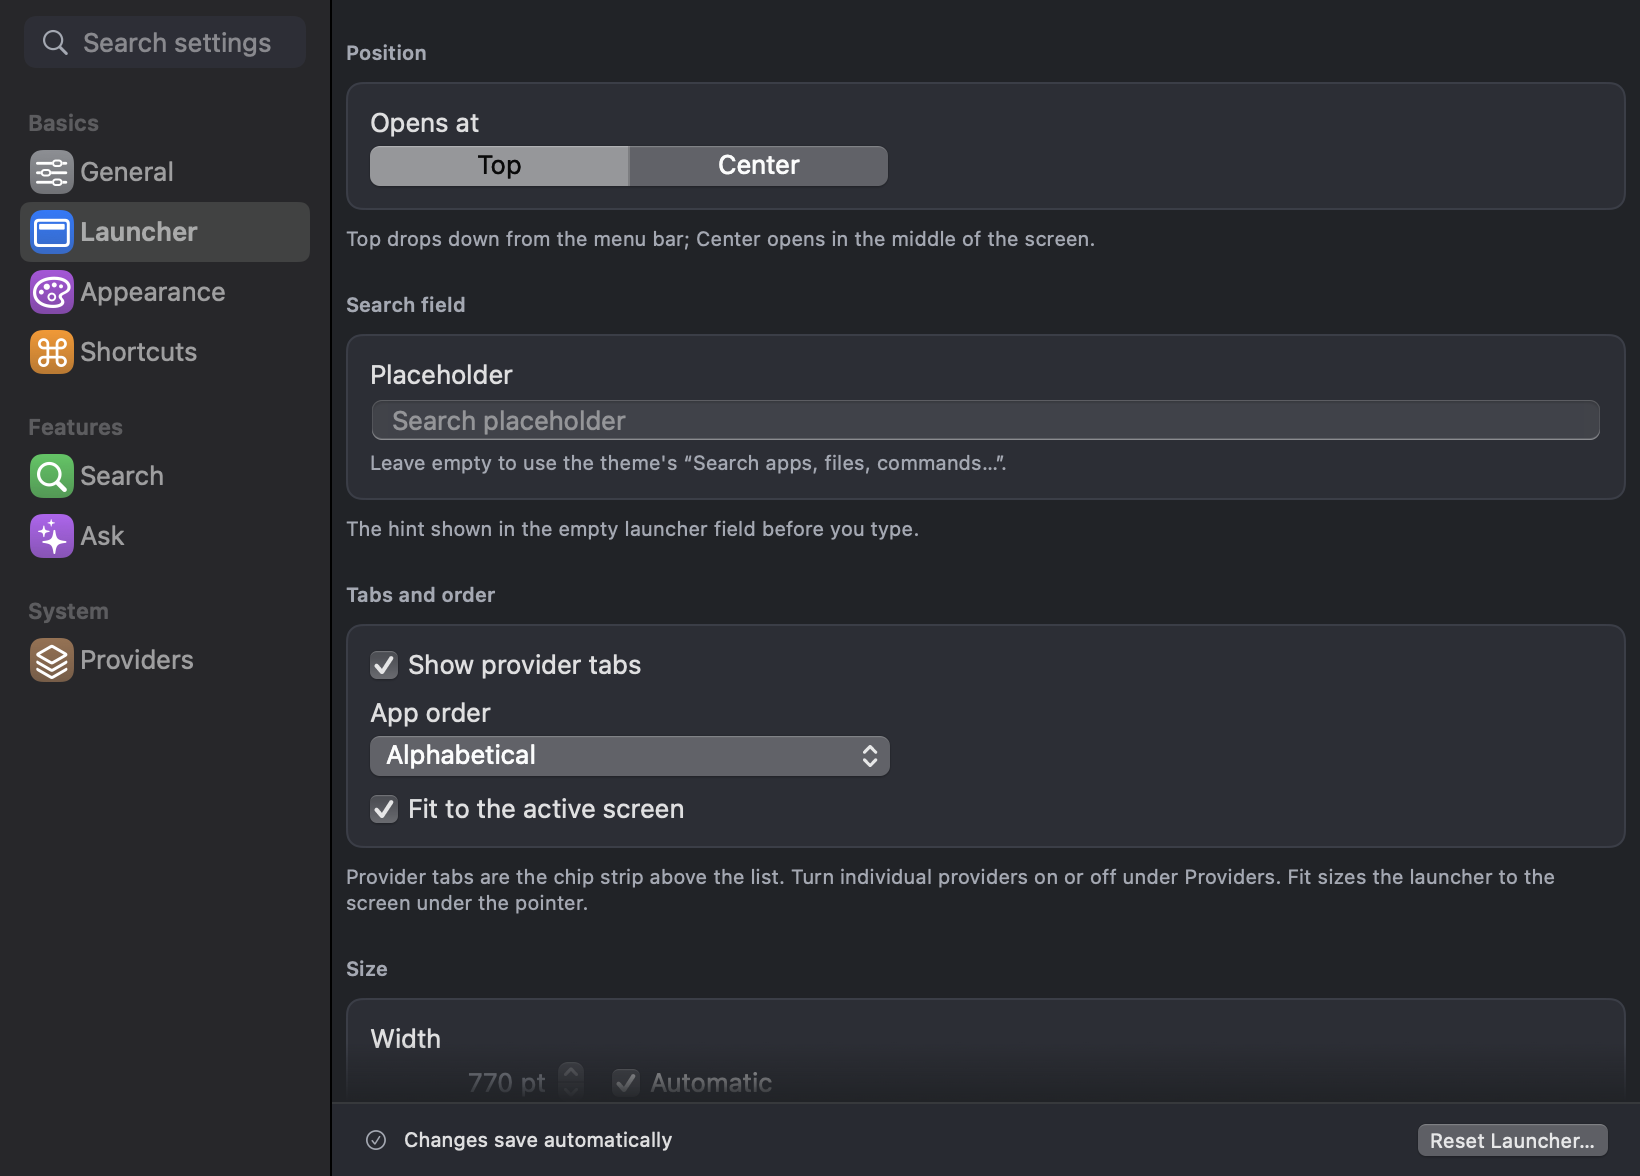 Search settings
Basics
General
Launcher
Appearance
Shortcuts
Features
Search
Ask
System
Providers
Position
Opens at
Top
Center
Top drops down from the menu bar; Center opens in the middle of the screen.
Search field
Placeholder
Search placeholder
Leave empty to use the theme's “Search apps, files, commands…”.
The hint shown in the empty launcher field before you type.
Tabs and order
Show provider tabs
App order
Alphabetical
Fit to the active screen
Provider tabs are the chip strip above the list. Turn individual providers on or off under Providers. Fit sizes the launcher to the
screen under the pointer.
Size
Width
770 pt
Automatic
Changes save automatically
Reset Launcher…